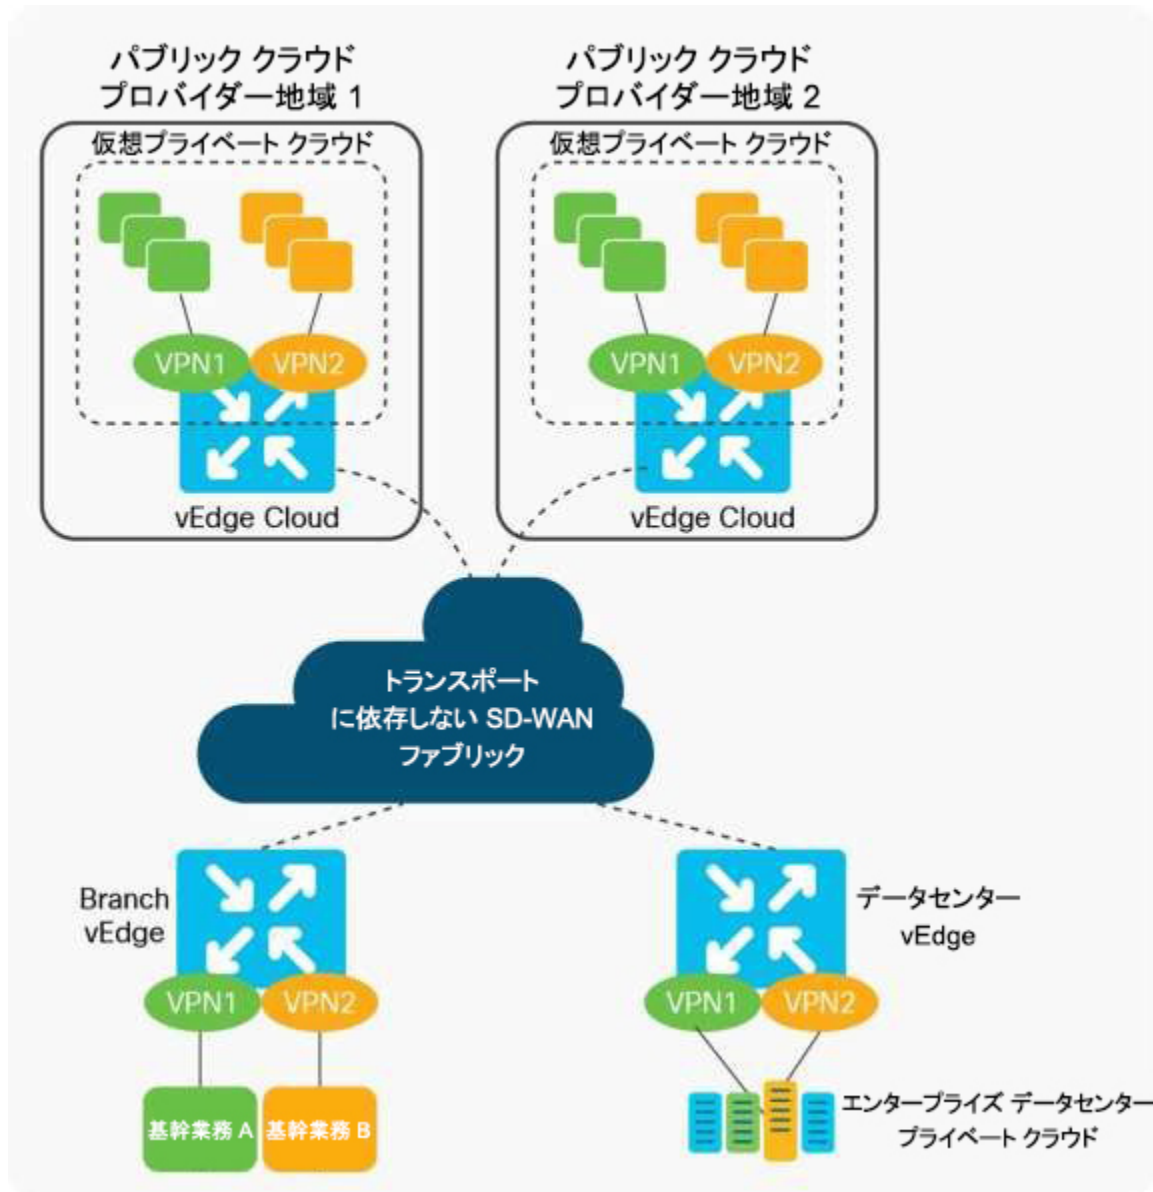 パブリック クラウド
プロバイダー地域 1
パブリック クラウド
プロバイダー地域 2
仮想プライベート クラウド
仮想プライベート クラウド
VPN1
VPN2
VPN1
VPN2
vEdge Cloud
vEdge Cloud
トランスポート
に依存しない SD-WAN
ファブリック
Branch
vEdge
データセンター
vEdge
VPN1
VPN2
VPN1
VPN2
基幹業務 A
基幹業務 B
エンタープライズ データセンター
プライベート クラウド